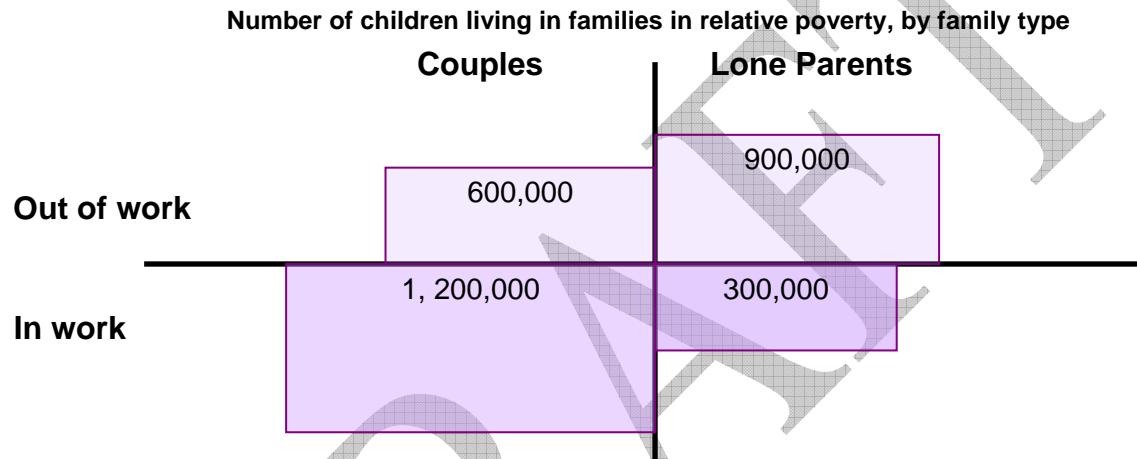 Number of children living in families in relative poverty, by family type
Couples Lone Parents
900,000
600,000
Out of work
1, 200,000 300,000
In work